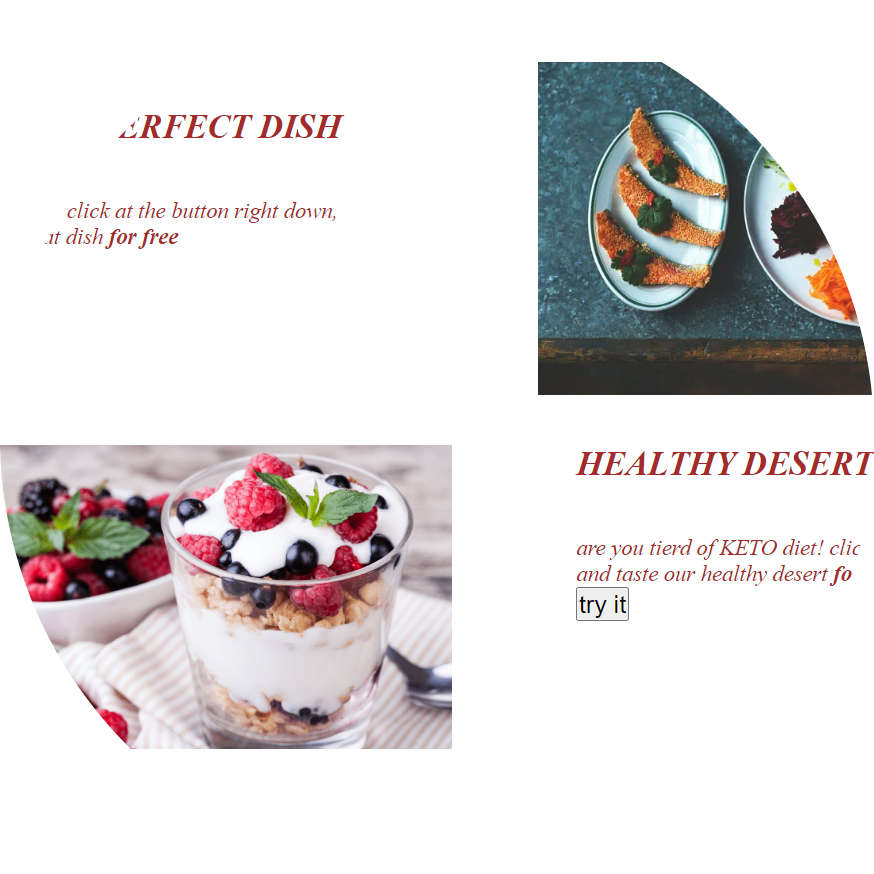 ERFECT DISH
click at the button right down,
at dish for free
HEALTHY DESERT
are you tierd of KETO diet! clic
and taste our healthy desert fo
try it